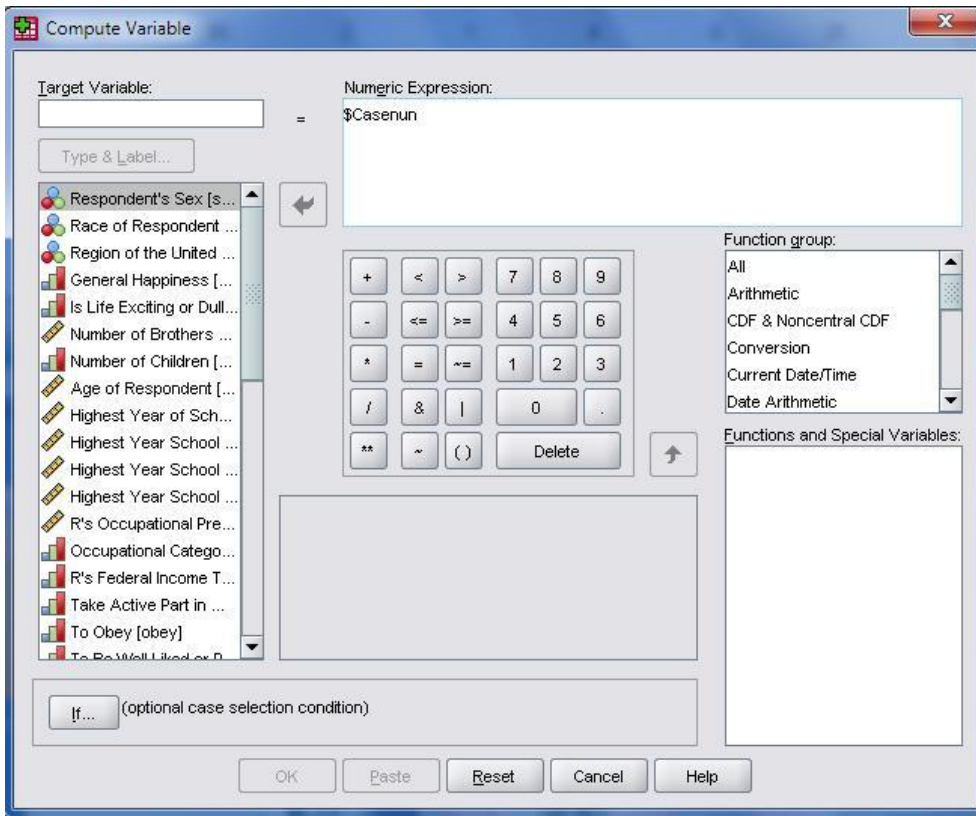 Compute Variable
Target Variable:
Numeric Expression:
=
$Casenun
Type & Label...
Respondent's Sex [s...
Race of Respondent ...
Region of the United ...
General Happiness [...
Is Life Exciting or Dull...
Number of Brothers ...
Number of Children [...
Age of Respondent [...
Highest Year of Sch...
Highest Year School ...
Highest Year School ...
Highest Year School ...
R's Occupational Pre...
Occupational Catego...
R's Federal Income T...
Take Active Part in ...
To Obey [obey]
To Be Well Liked or P...
+ < > 7 8 9
- <= >= 4 5 6
* = ~= 1 2 3
/ & | 0 .
** ~ ( ) Delete
Function group:
All
Arithmetic
CDF & Noncentral CDF
Conversion
Current Date/Time
Date Arithmetic
Functions and Special Variables:
If... (optional case selection condition)
OK Paste Reset Cancel Help